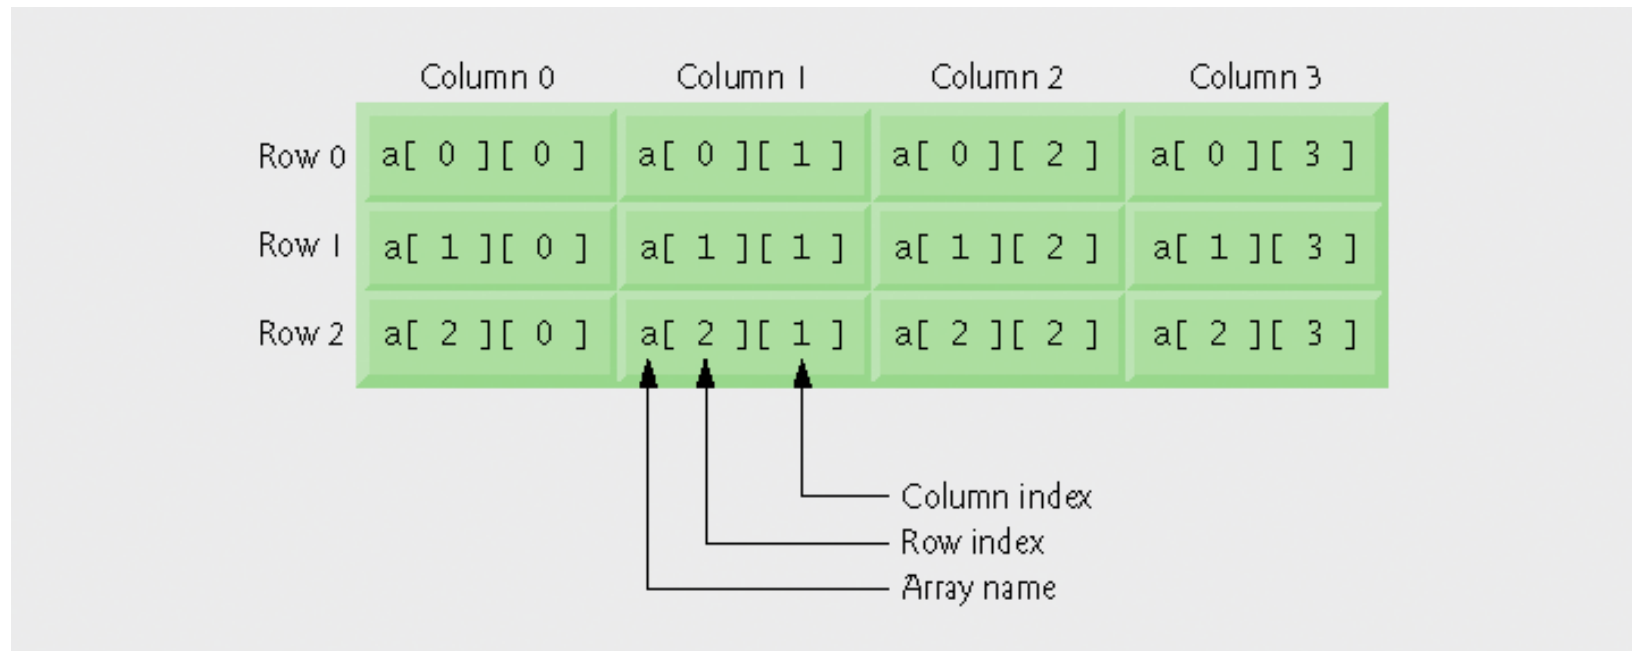 Column 0 Column 1 Column 2 Column 3
Row 0 a[ 0 ][ 0 ] a[ 0 ][ 1 ] a[ 0 ][ 2 ] a[ 0 ][ 3 ]
Row 1 a[ 1 ][ 0 ] a[ 1 ][ 1 ] a[ 1 ][ 2 ] a[ 1 ][ 3 ]
Row 2 a[ 2 ][ 0 ] a[ 2 ][ 1 ] a[ 2 ][ 2 ] a[ 2 ][ 3 ]
Column index
Row index
Array name